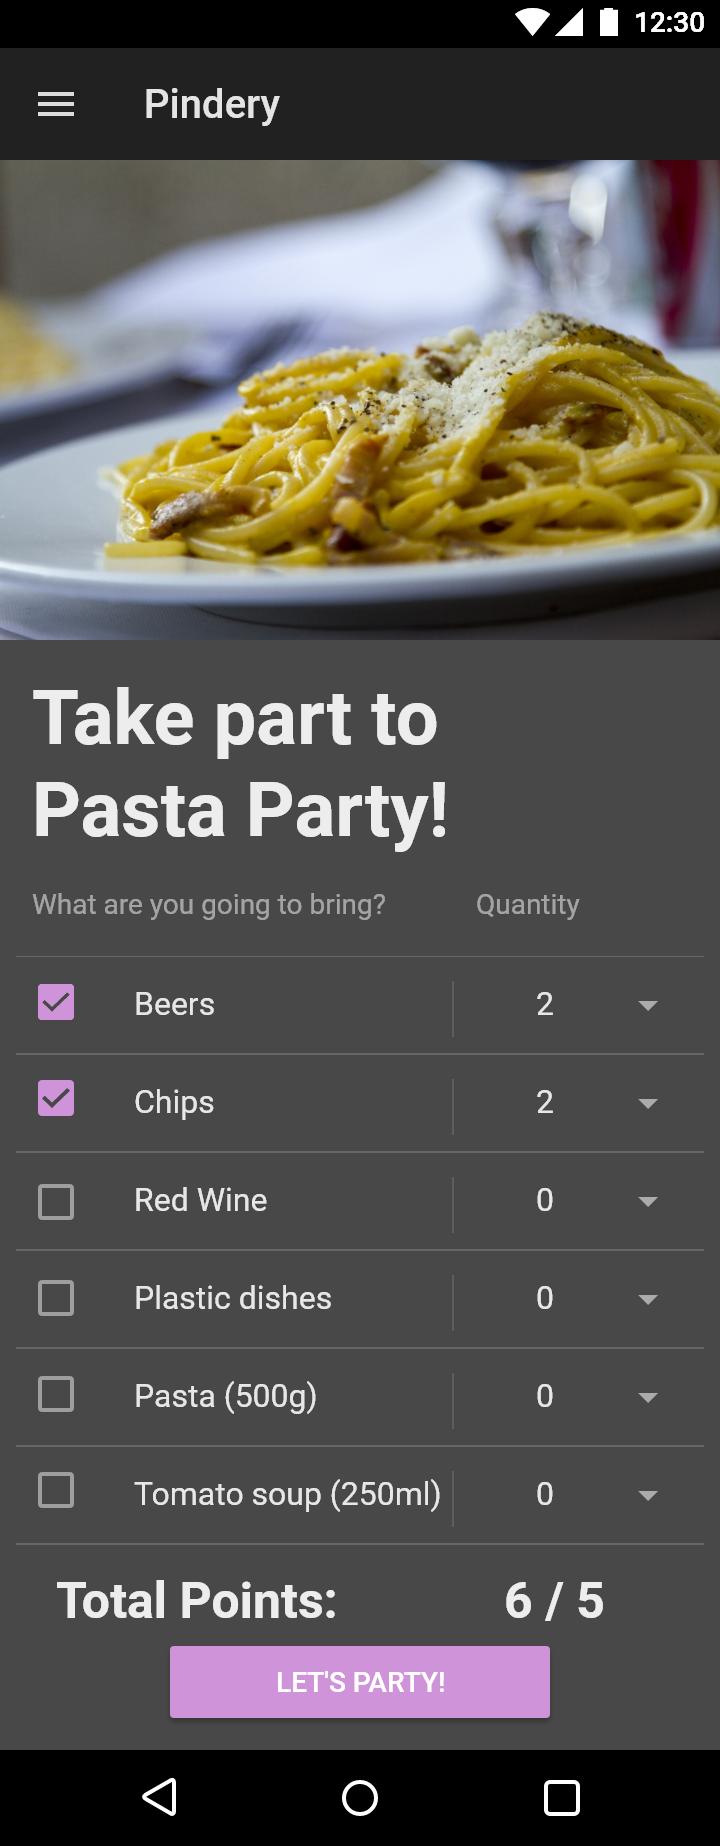 12:30
Pindery
Take part to
Pasta Party!
What are you going to bring? Quantity
Beers 2
Chips 2
Red Wine 0
Plastic dishes 0
Pasta (500g) 0
Tomato soup (250ml) 0
Total Points: 6 / 5
LET'S PARTY!